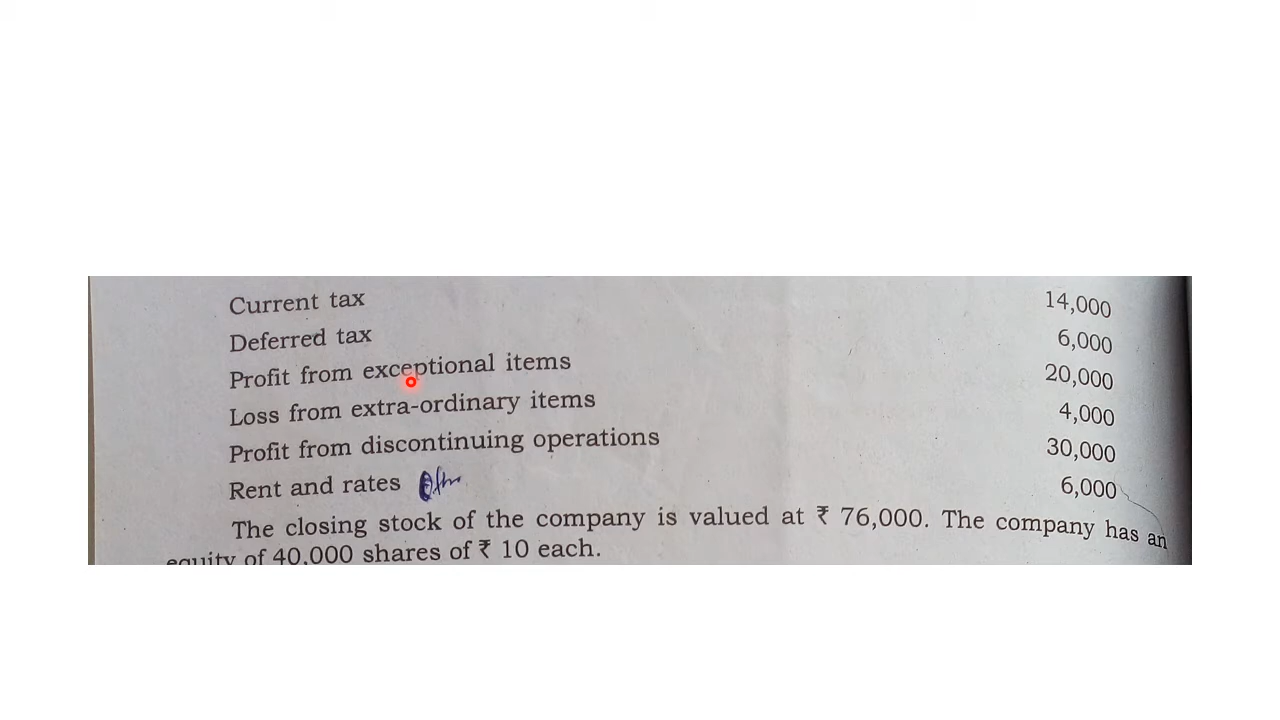 Current tax 14,000
Deferred tax 6,000
Profit from exceptional items 20,000
Loss from extra-ordinary items 4,000
Profit from discontinuing operations 30,000
Rent and rates 6,000
The closing stock of the company is valued at ₹ 76,000. The company has an
equity of 40,000 shares of ₹ 10 each.